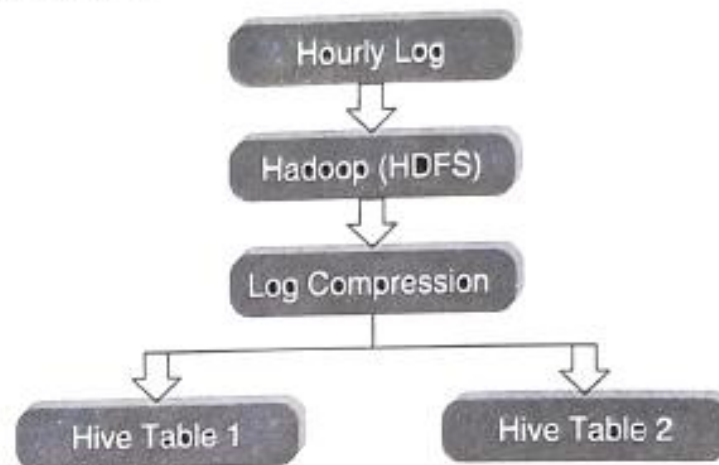 Hourly Log
Hadoop (HDFS)
Log Compression
Hive Table 1
Hive Table 2